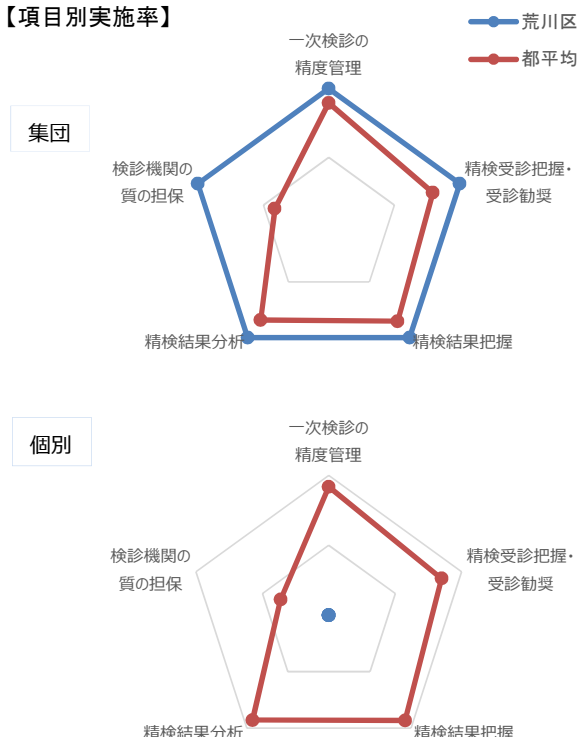 【項目別実施率】
荒川区
都平均
集団
一次検診の
精度管理
検診機関の
質の担保
精検受診把握・
受診勧奨
精検結果分析
精検結果把握
個別
一次検診の
精度管理
検診機関の
質の担保
精検受診把握・
受診勧奨
精検結果分析
精検結果把握